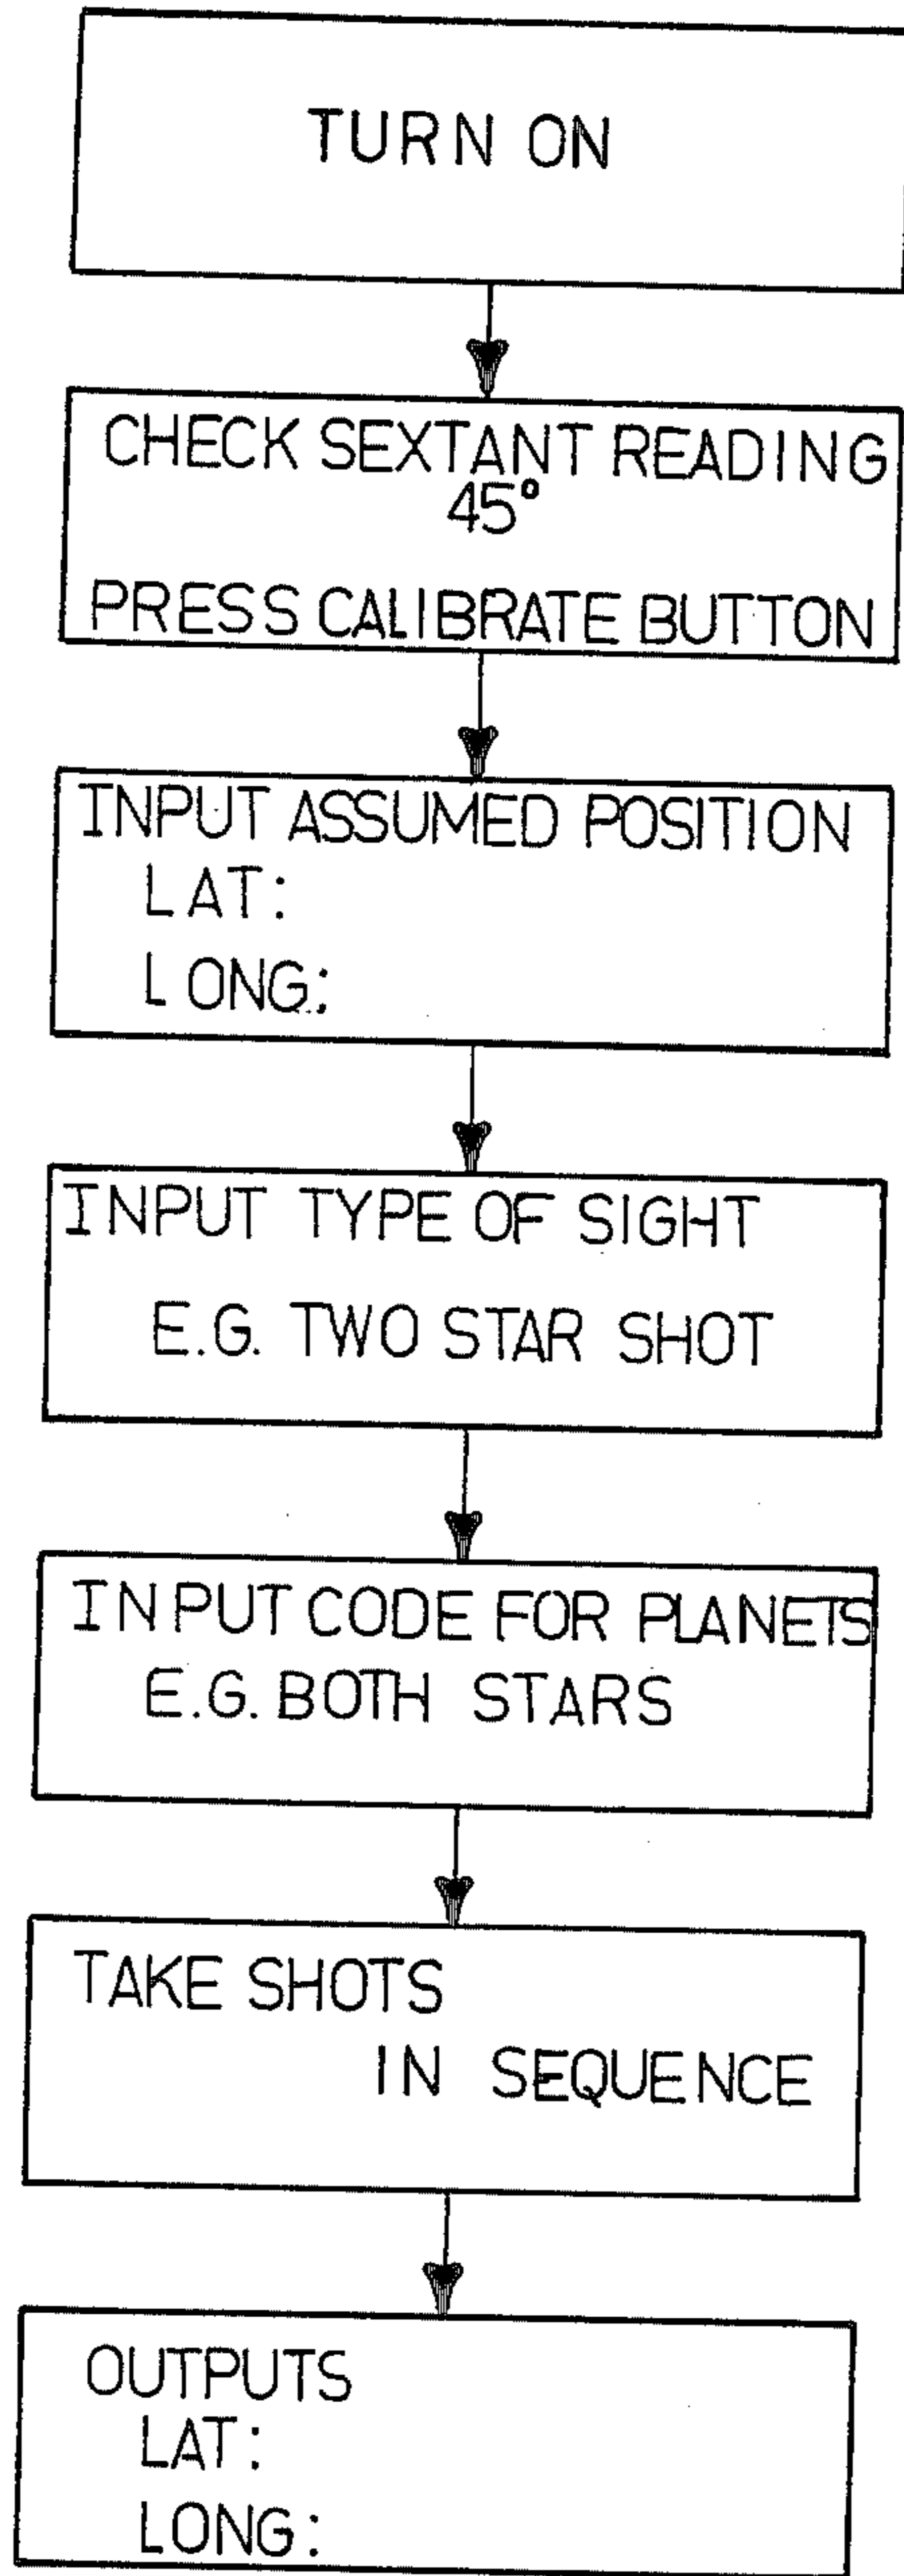 TURN ON
CHECK SEXTANT READING
45°
PRESS CALIBRATE BUTTON
INPUT ASSUMED POSITION
LAT:
LONG:
INPUT TYPE OF SIGHT
E.G. TWO STAR SHOT
INPUT CODE FOR PLANETS
E.G. BOTH STARS
TAKE SHOTS
IN SEQUENCE
OUTPUTS
LAT:
LONG: